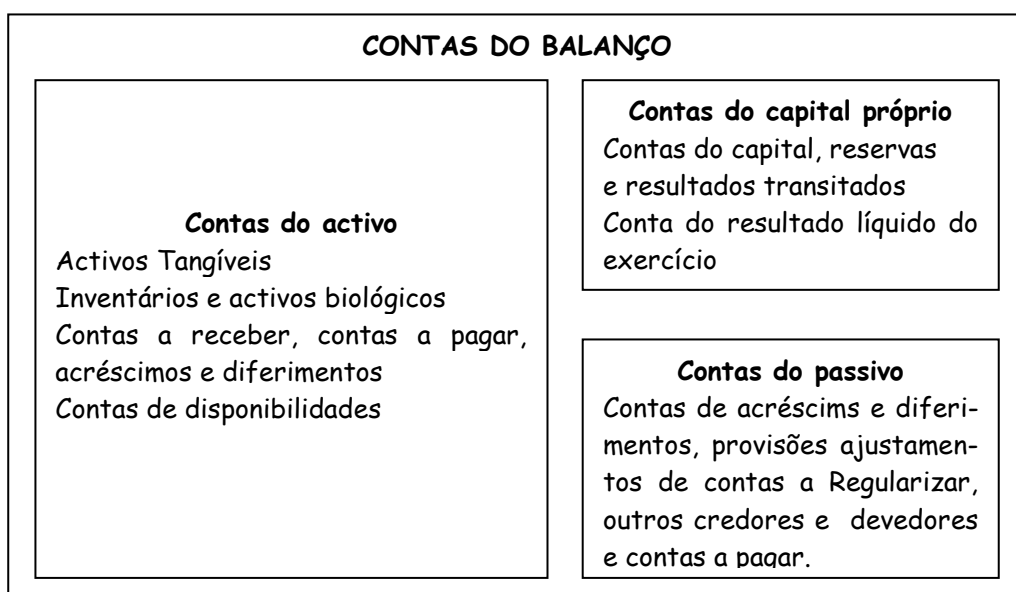 CONTAS DO BALANÇO
Contas do activo
Activos Tangíveis
Inventários e activos biológicos
Contas a receber, contas a pagar,
acréscimos e diferimentos
Contas de disponibilidades
Contas do capital próprio
Contas do capital, reservas
e resultados transitados
Conta do resultado líquido do
exercício
Contas do passivo
Contas de acréscims e diferi-
mentos, provisões ajustamen-
tos de contas a Regularizar,
outros credores e devedores
e contas a pagar.